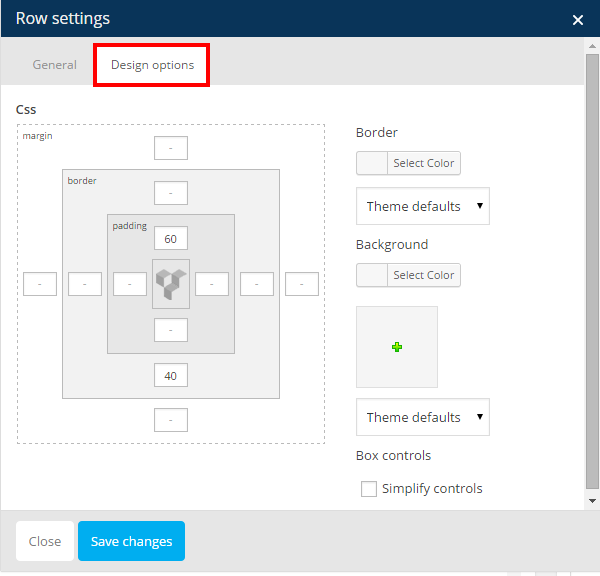 Row settings
General
Design options
Css
margin
-
border
-
padding
60
- - - - - -
-
40
-
Border
Select Color
Theme defaults
Background
Select Color
Theme defaults
Box controls
Simplify controls
Close
Save changes